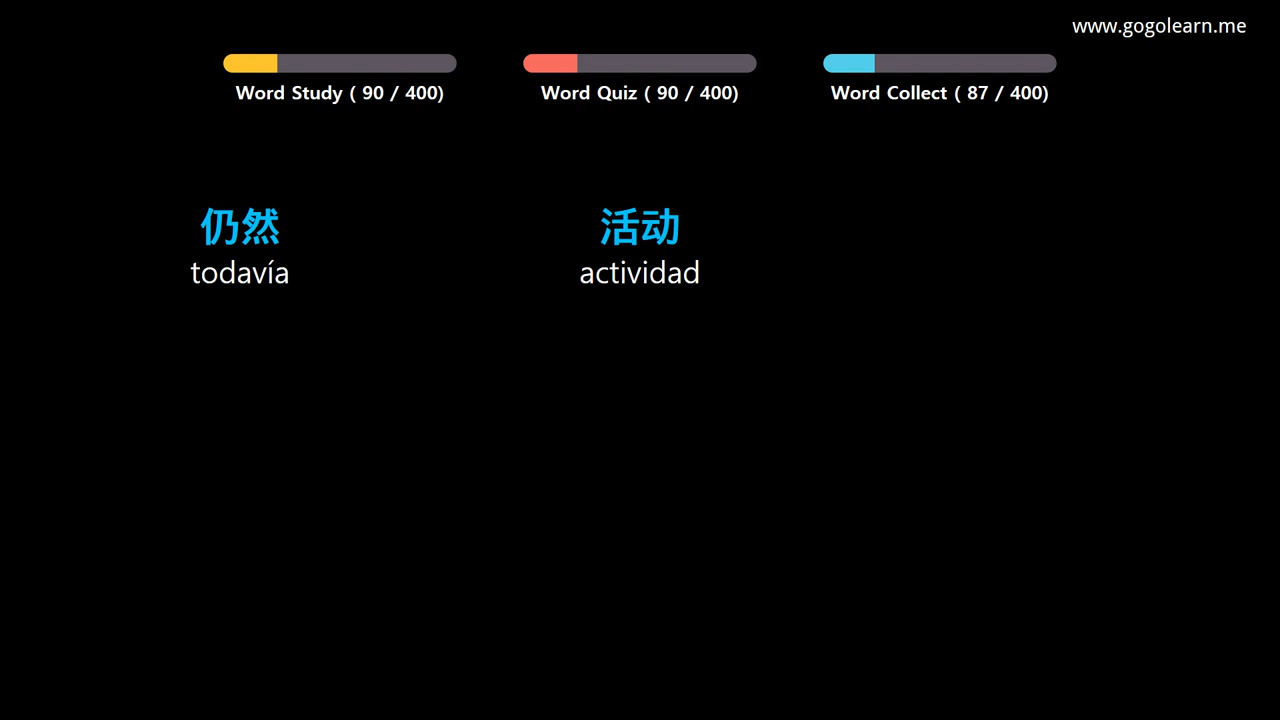 www.gogolearn.me
Word Study ( 90 / 400)
Word Quiz ( 90 / 400)
Word Collect ( 87 / 400)
仍然
todavía
活动
actividad